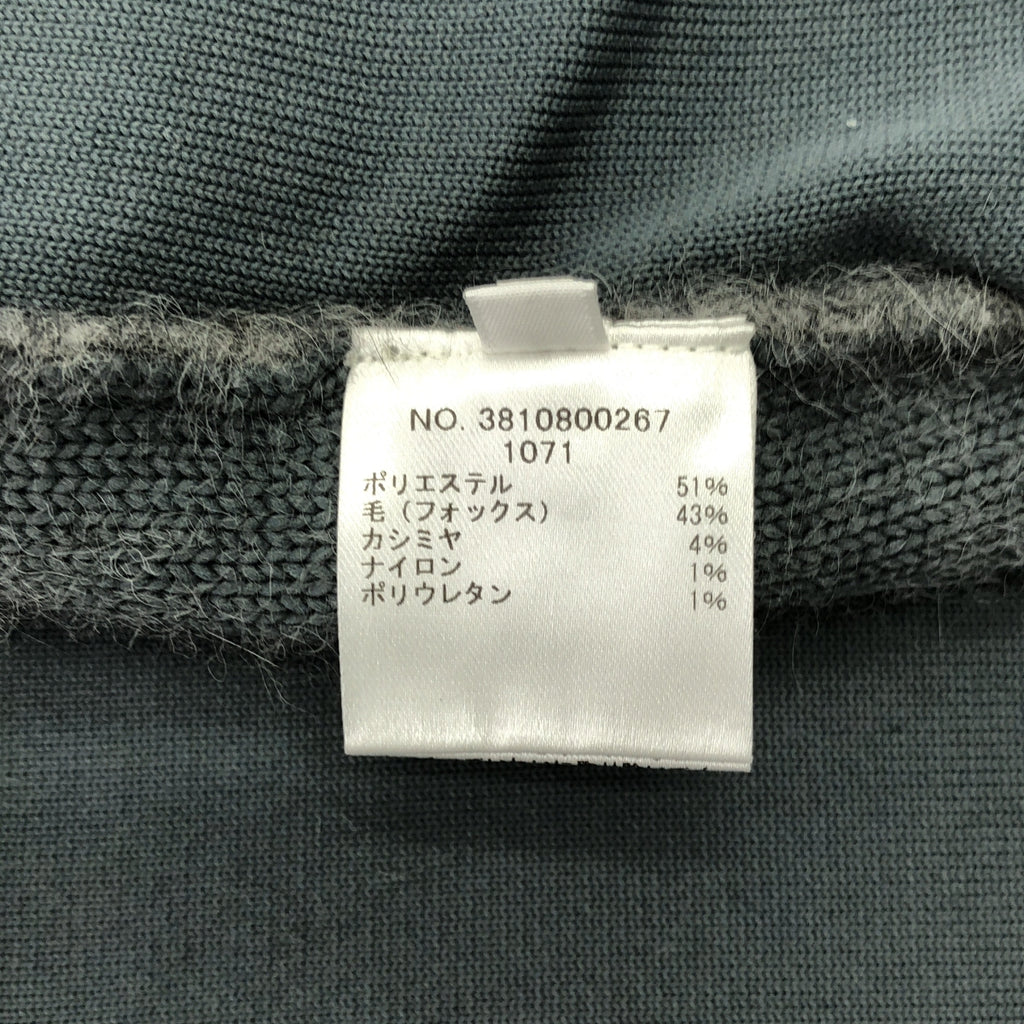 NO. 3810800267
1071
ポリエステル 51%
毛（フォックス） 43%
カシミヤ 4%
ナイロン 1%
ポリウレタン 1%